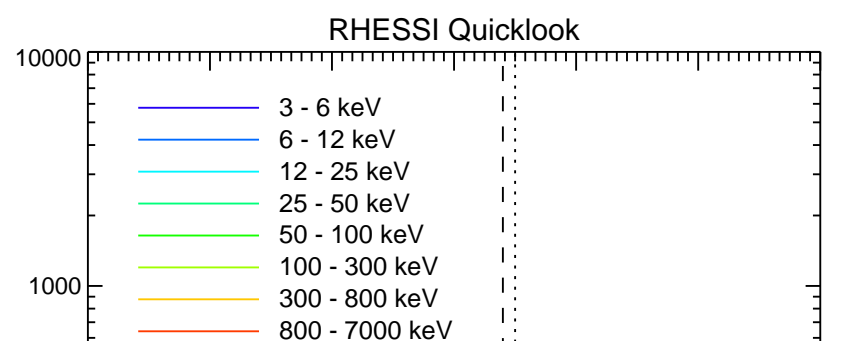 RHESSI Quicklook
10000
3 - 6 keV
6 - 12 keV
12 - 25 keV
25 - 50 keV
50 - 100 keV
100 - 300 keV
1000
300 - 800 keV
800 - 7000 keV